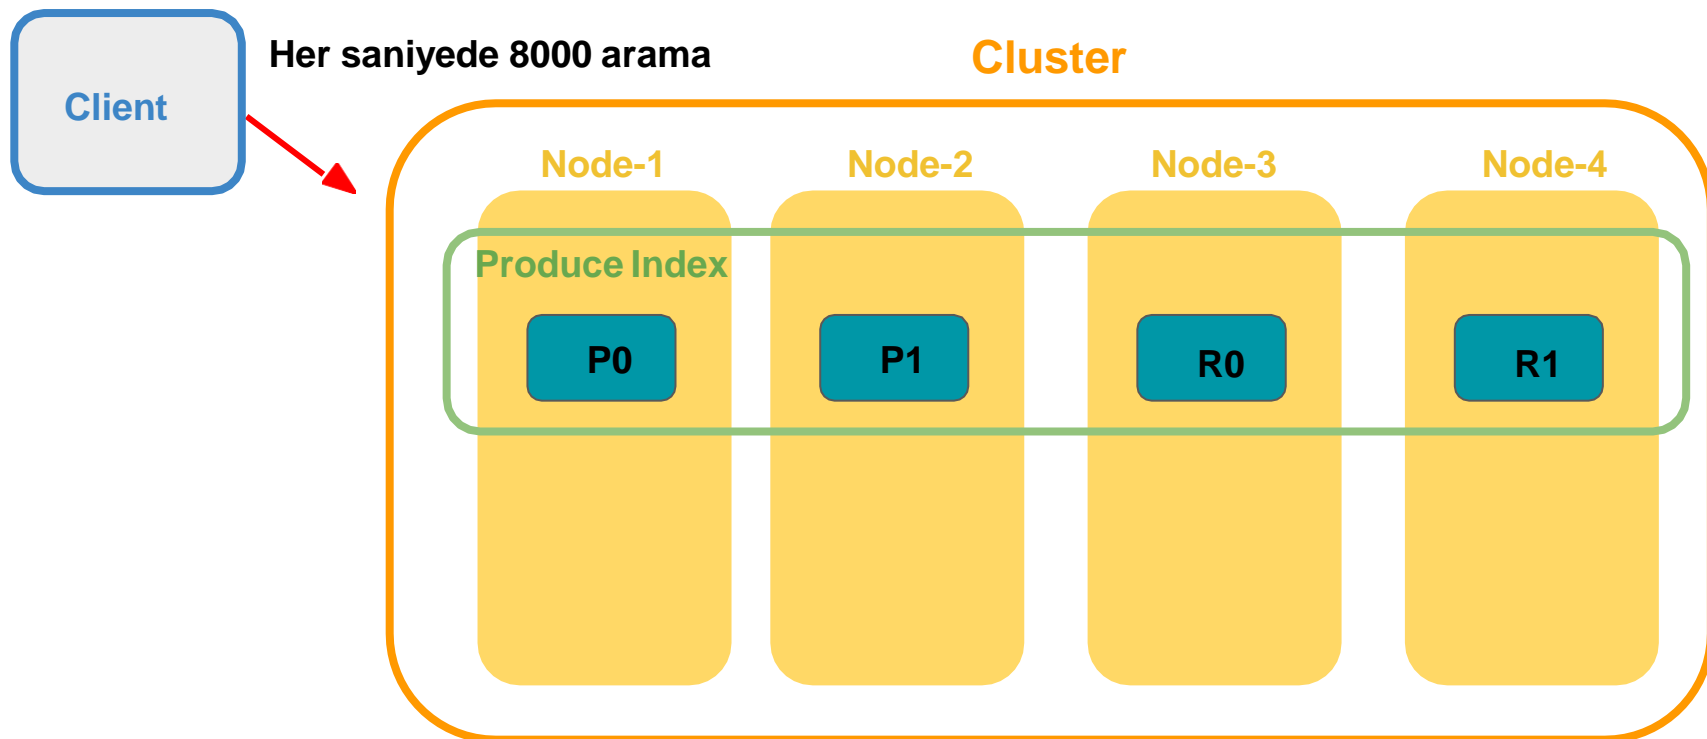 Her saniyede 8000 arama
Cluster
Client
Node-1
Node-2
Node-3
Node-4
Produce Index
P0
P1
R0
R1